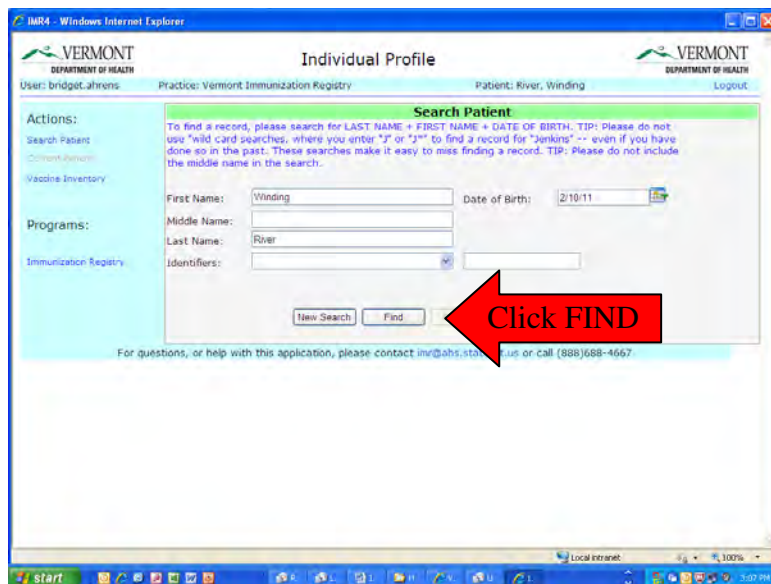 IMR4 - Windows Internet Explorer
VERMONT
DEPARTMENT OF HEALTH
Individual Profile
VERMONT
DEPARTMENT OF HEALTH
User: bridget.ahrens Practice: Vermont Immunization Registry Patient: River, Winding Logout
Actions:
Search Patient
Current Patient
Vaccine Inventory
Programs:
Immunization Registry
Search Patient
To find a record, please search for LAST NAME + FIRST NAME + DATE OF BIRTH. TIP: Please do not
use "wild card searches, where you enter "J" or "J*" to find a record for "Jenkins" -- even if you have
done so in the past. These searches make it easy to miss finding a record. TIP: Please do not include
the middle name in the search.
First Name: Winding Date of Birth: 2/10/11
Middle Name:
Last Name: River
Identifiers:
New Search Find
Click FIND
For questions, or help with this application, please contact imr@ahs.state.vt.us or call (888)688-4667
Local intranet 100%
start 3:07 PM